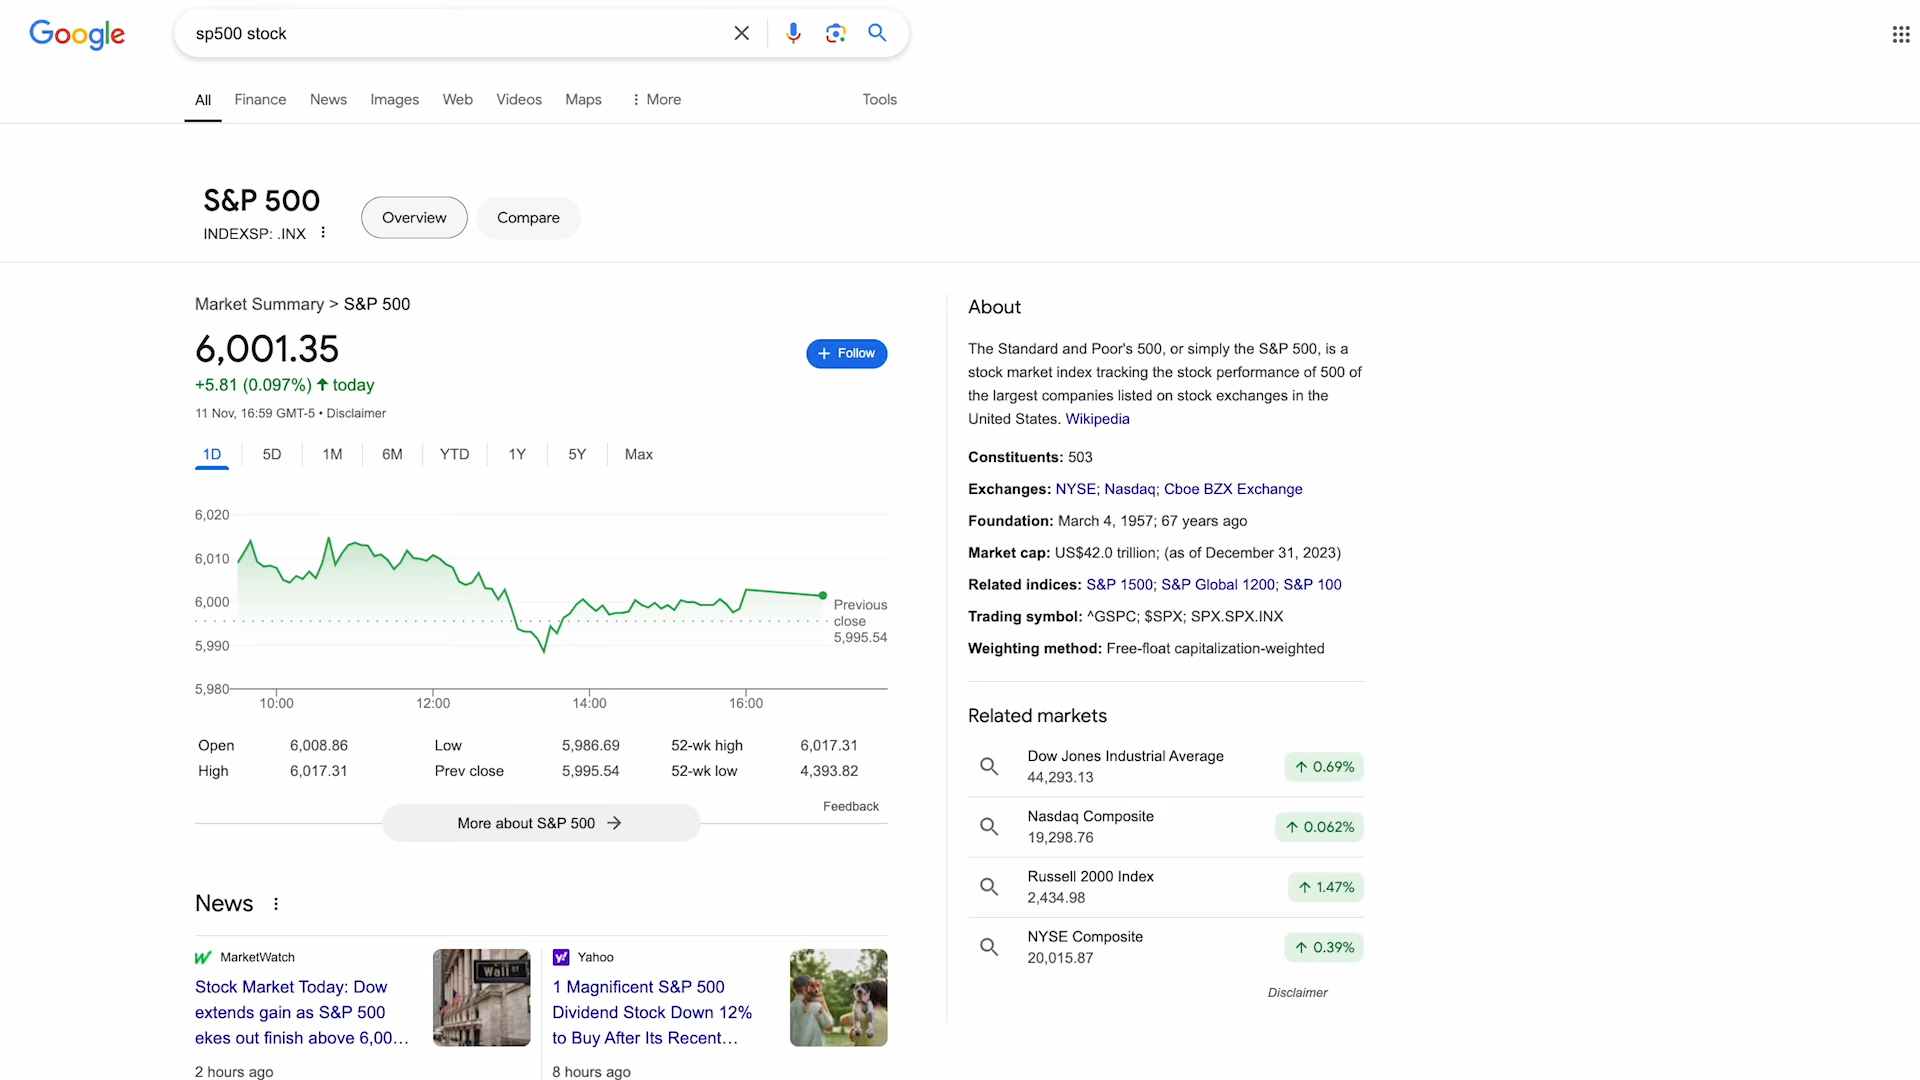 Google
sp500 stock
All
Finance
News
Images
Web
Videos
Maps
More
Tools
S&P 500
INDEXSP: .INX
Overview
Compare
Market Summary > S&P 500
6,001.35
+ Follow
+5.81 (0.097%) ↑ today
11 Nov, 16:59 GMT-5 • Disclaimer
1D
5D
1M
6M
YTD
1Y
5Y
Max
6,020
6,010
6,000
5,990
5,980
Previous
close
5,995.54
10:00
12:00
14:00
16:00
Open 6,008.86 Low 5,986.69 52-wk high 6,017.31
High 6,017.31 Prev close 5,995.54 52-wk low 4,393.82
Feedback
More about S&P 500 →
News
MarketWatch
Stock Market Today: Dow
extends gain as S&P 500
ekes out finish above 6,00...
2 hours ago
Wall ST
Yahoo
1 Magnificent S&P 500
Dividend Stock Down 12%
to Buy After Its Recent...
8 hours ago
About
The Standard and Poor's 500, or simply the S&P 500, is a
stock market index tracking the stock performance of 500 of
the largest companies listed on stock exchanges in the
United States. Wikipedia
Constituents: 503
Exchanges: NYSE; Nasdaq; Cboe BZX Exchange
Foundation: March 4, 1957; 67 years ago
Market cap: US$42.0 trillion; (as of December 31, 2023)
Related indices: S&P 1500; S&P Global 1200; S&P 100
Trading symbol: ^GSPC; $SPX; SPX.SPX.INX
Weighting method: Free-float capitalization-weighted
Related markets
Dow Jones Industrial Average
44,293.13
↑ 0.69%
Nasdaq Composite
19,298.76
↑ 0.062%
Russell 2000 Index
2,434.98
↑ 1.47%
NYSE Composite
20,015.87
↑ 0.39%
Disclaimer